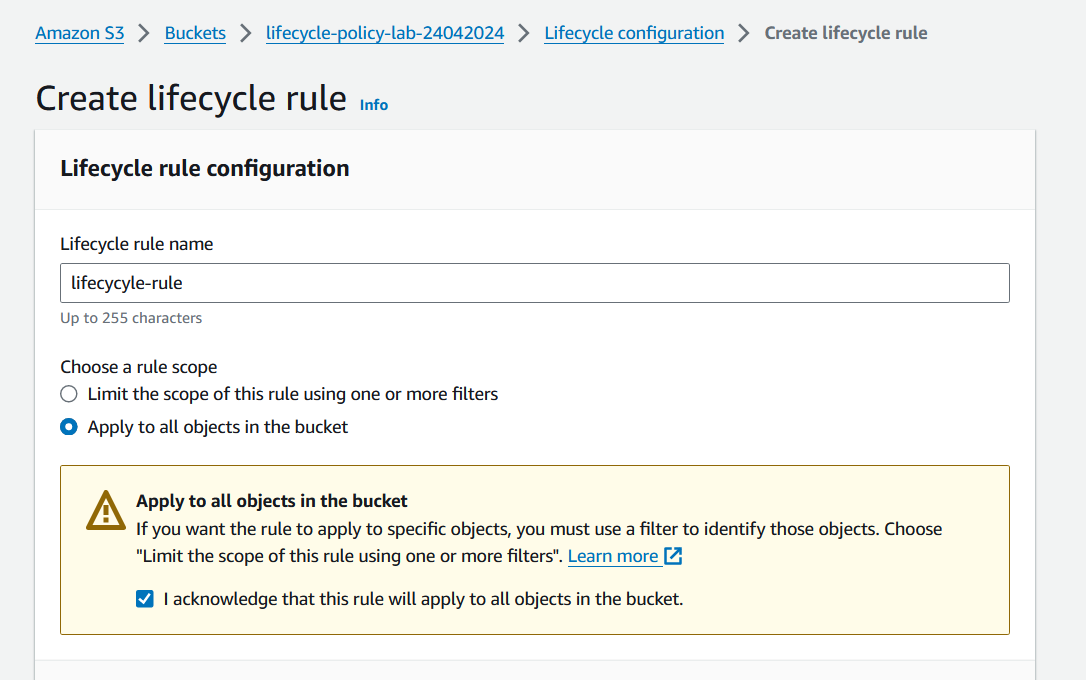 Amazon S3 > Buckets > lifecycle-policy-lab-24042024 > Lifecycle configuration > Create lifecycle rule
Create lifecycle rule Info
Lifecycle rule configuration
Lifecycle rule name
lifecycyle-rule
Up to 255 characters
Choose a rule scope
Limit the scope of this rule using one or more filters
Apply to all objects in the bucket
Apply to all objects in the bucket
If you want the rule to apply to specific objects, you must use a filter to identify those objects. Choose
"Limit the scope of this rule using one or more filters". Learn more
I acknowledge that this rule will apply to all objects in the bucket.